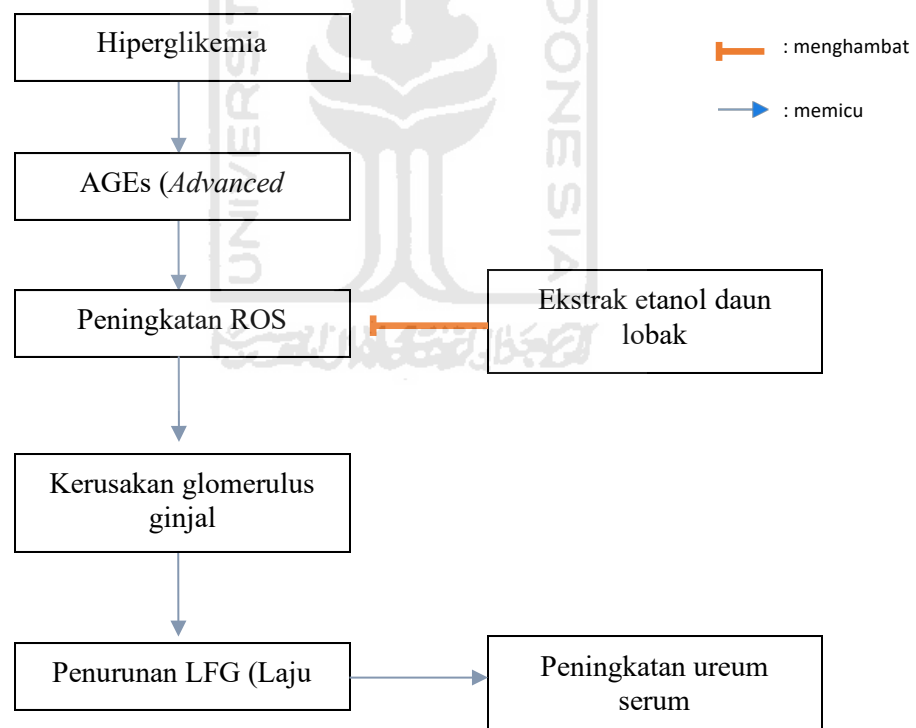 Hiperglikemia
: menghambat
: memicu
AGEs (Advanced
Peningkatan ROS
Ekstrak etanol daun
lobak
Kerusakan glomerulus
ginjal
Penurunan LFG (Laju
Peningkatan ureum
serum